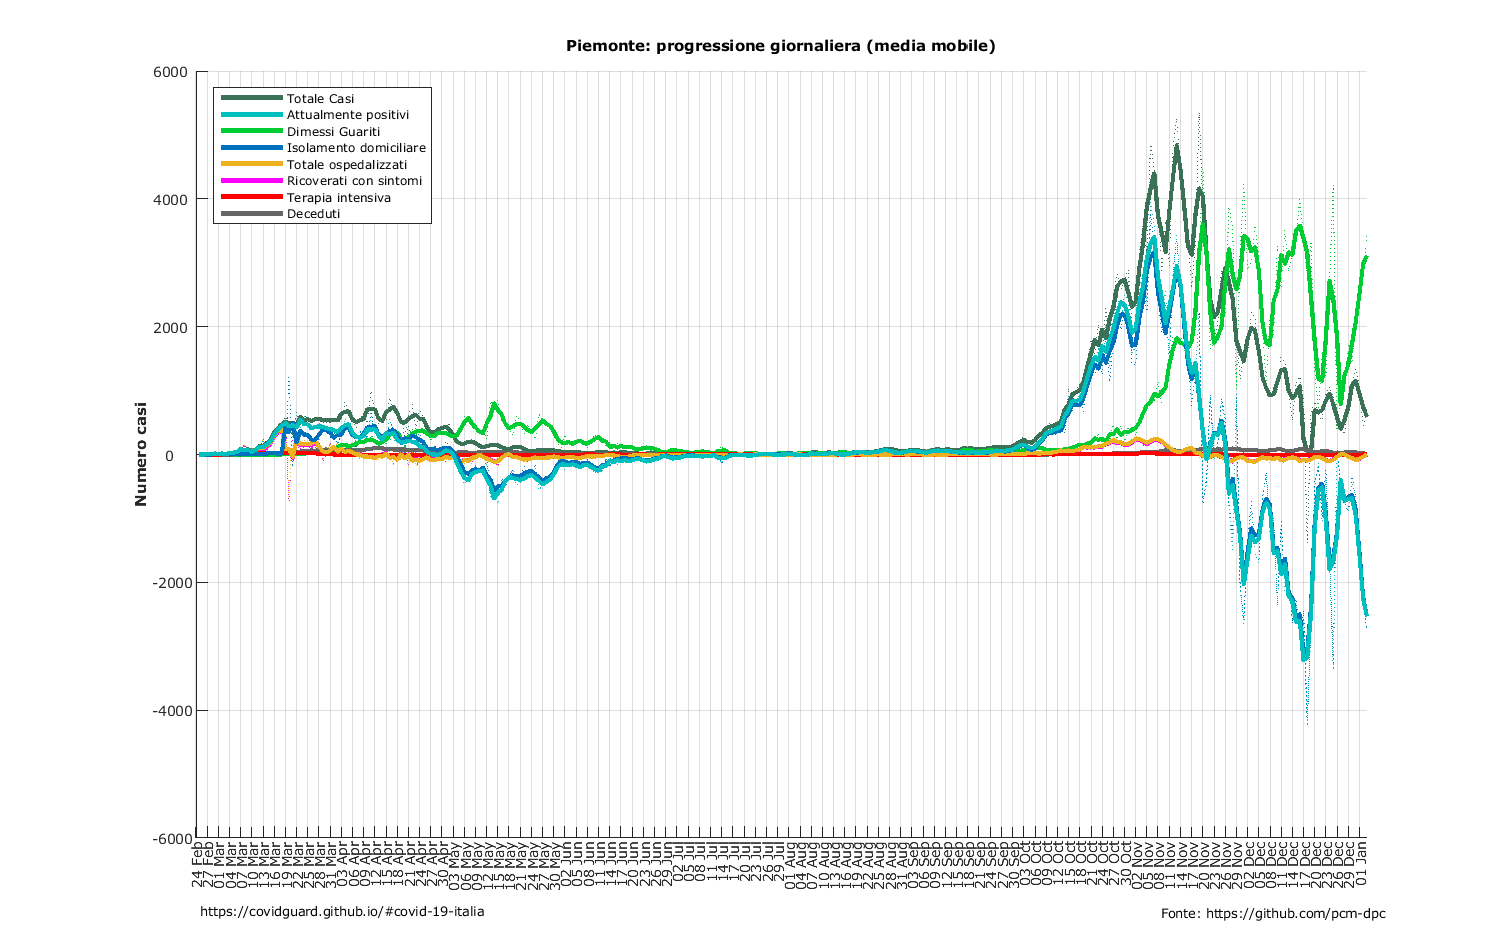 Piemonte: progressione giornaliera (media mobile)
6000
4000
2000
0
-2000
-4000
-6000
Numero casi
Totale Casi
Attualmente positivi
Dimessi Guariti
Isolamento domiciliare
Totale ospedalizzati
Ricoverati con sintomi
Terapia intensiva
Deceduti
24 Feb
27 Feb
01 Mar
04 Mar
07 Mar
10 Mar
13 Mar
16 Mar
19 Mar
22 Mar
25 Mar
28 Mar
31 Mar
03 Apr
06 Apr
09 Apr
12 Apr
15 Apr
18 Apr
21 Apr
24 Apr
27 Apr
30 Apr
03 May
06 May
09 May
12 May
15 May
18 May
21 May
24 May
27 May
30 May
02 Jun
05 Jun
08 Jun
11 Jun
14 Jun
17 Jun
20 Jun
23 Jun
26 Jun
29 Jun
02 Jul
05 Jul
08 Jul
11 Jul
14 Jul
17 Jul
20 Jul
23 Jul
26 Jul
29 Jul
01 Aug
04 Aug
07 Aug
10 Aug
13 Aug
16 Aug
19 Aug
22 Aug
25 Aug
28 Aug
31 Aug
03 Sep
06 Sep
09 Sep
12 Sep
15 Sep
18 Sep
21 Sep
24 Sep
27 Sep
30 Sep
03 Oct
06 Oct
09 Oct
12 Oct
15 Oct
18 Oct
21 Oct
24 Oct
27 Oct
30 Oct
02 Nov
05 Nov
08 Nov
11 Nov
14 Nov
17 Nov
20 Nov
23 Nov
26 Nov
29 Nov
02 Dec
05 Dec
08 Dec
11 Dec
14 Dec
17 Dec
20 Dec
23 Dec
26 Dec
29 Dec
01 Jan
https://covidguard.github.io/#covid-19-italia
Fonte: https://github.com/pcm-dpc